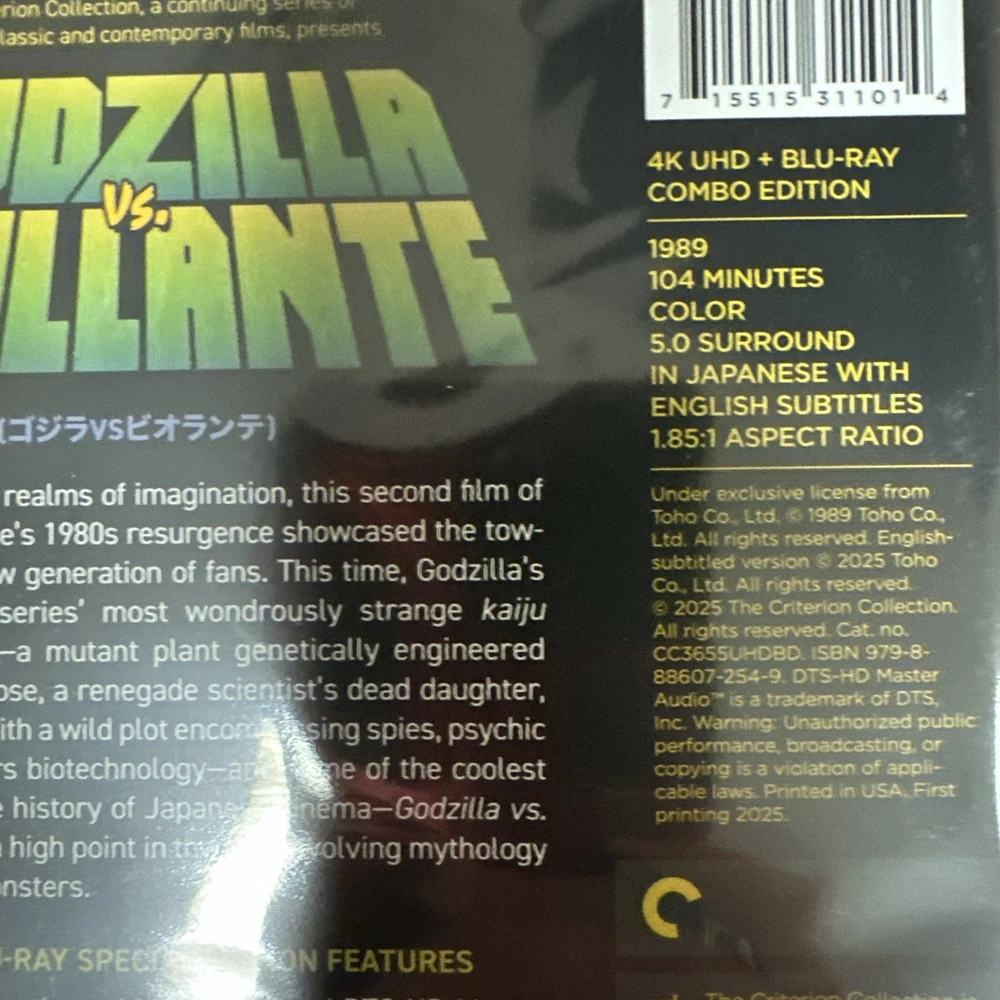 rion Collection, a continuing series of
lassic and contemporary films, presents
DZILLA
VS.
LLANTE
(ゴジラVSビオランテ)
realms of imagination, this second film of
e's 1980s resurgence showcased the tow-
w generation of fans. This time, Godzilla's
series' most wondrously strange kaiju
—a mutant plant genetically engineered
ose, a renegade scientist's dead daughter,
ith a wild plot encom sing spies, psychic
rs biotechnology—an me of the coolest
e history of Japan nema—Godzilla vs.
high point in th volving mythology
onsters.
-RAY SPEC ON FEATURES
7 15515 31101 4
4K UHD + BLU-RAY
COMBO EDITION
1989
104 MINUTES
COLOR
5.0 SURROUND
IN JAPANESE WITH
ENGLISH SUBTITLES
1.85:1 ASPECT RATIO
Under exclusive license from
Toho Co., Ltd. © 1989 Toho Co.,
Ltd. All rights reserved. English-
subtitled version © 2025 Toho
Co., Ltd. All rights reserved.
© 2025 The Criterion Collection.
All rights reserved. Cat. no.
CC3655UHDBD. ISBN 979-8-
88607-254-9. DTS-HD Master
Audio™ is a trademark of DTS,
Inc. Warning: Unauthorized public
performance, broadcasting, or
copying is a violation of appli-
cable laws. Printed in USA. First
printing 2025.
The Criterion Collection